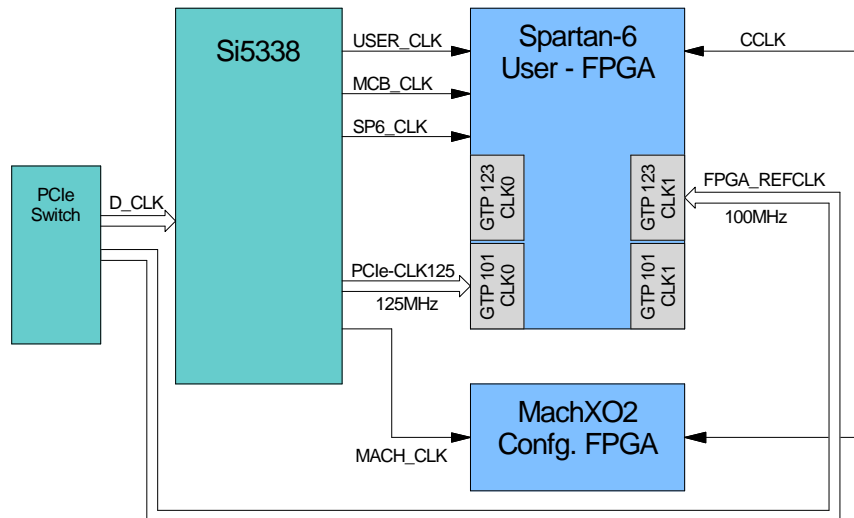 Si5338
USER_CLK
MCB_CLK
SP6_CLK
Spartan-6
User - FPGA
CCLK
PCIe
Switch
D_CLK
GTP 123
CLK0
GTP 123
CLK1
FPGA_REFCLK
100MHz
PCIe-CLK125
125MHz
GTP 101
CLK0
GTP 101
CLK1
MachXO2
Confg. FPGA
MACH_CLK